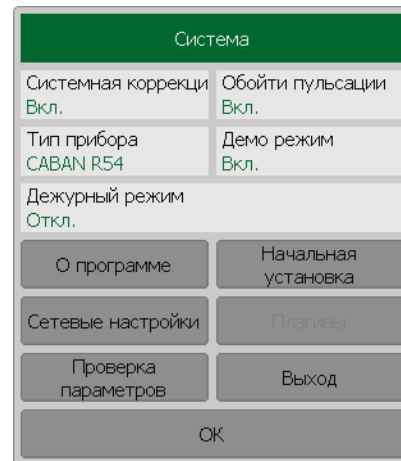 Система
Системная коррекци Обойти пульсации
Вкл. Вкл.
Тип прибора Демо режим
CABAN R54 Вкл.
Дежурный режим
Откл.
О программе
Начальная
установка
Сетевые настройки
Плагины
Проверка
параметров
Выход
ОК